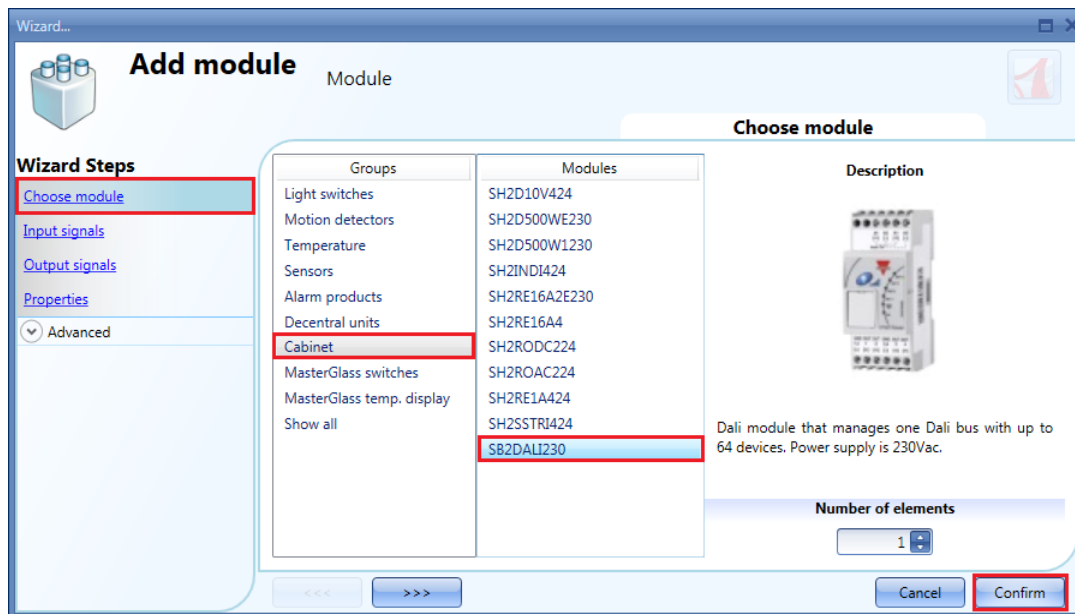 Wizard...
Add module
Module
Choose module
Wizard Steps
Choose module
Input signals
Output signals
Properties
Advanced
Groups
Light switches
Motion detectors
Temperature
Sensors
Alarm products
Decentral units
Cabinet
MasterGlass switches
MasterGlass temp. display
Show all
Modules
SH2D10V424
SH2D500WE230
SH2D500W1230
SH2INDI424
SH2RE16A2E230
SH2RE16A4
SH2RODC224
SH2ROAC224
SH2RE1A424
SH2SSTRI424
SB2DALI230
Description
Dali module that manages one Dali bus with up to
64 devices. Power supply is 230Vac.
Number of elements
1
<<<
>>>
Cancel
Confirm